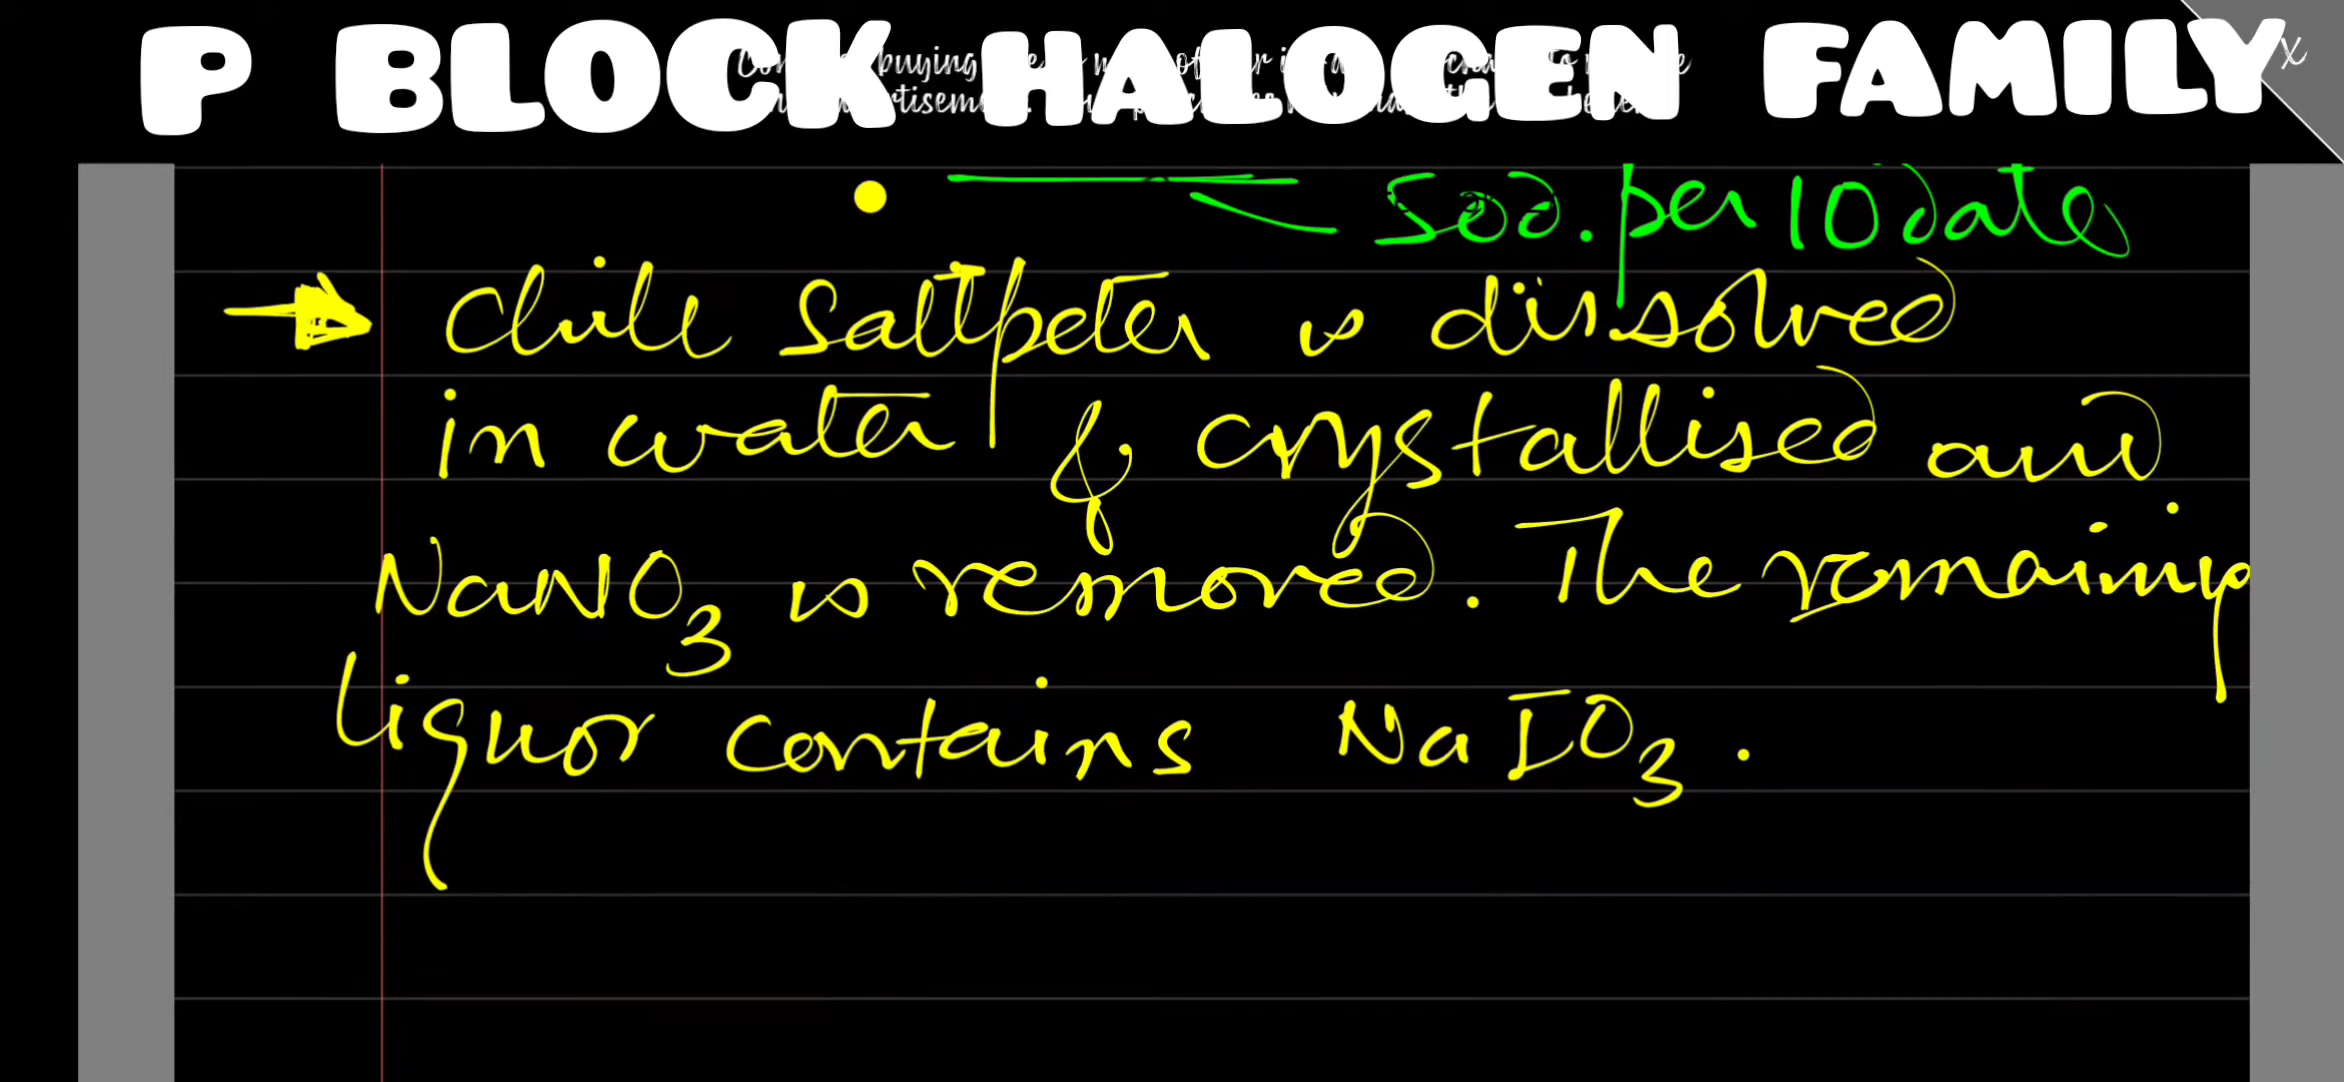 P BLOCK HALOGEN FAMILY
buying
Sod. per iodate
Chile Saltpeter is dissolved
in water & crystallised and
NaNO3 is removed. The remaining
liquor contains NaIO3.